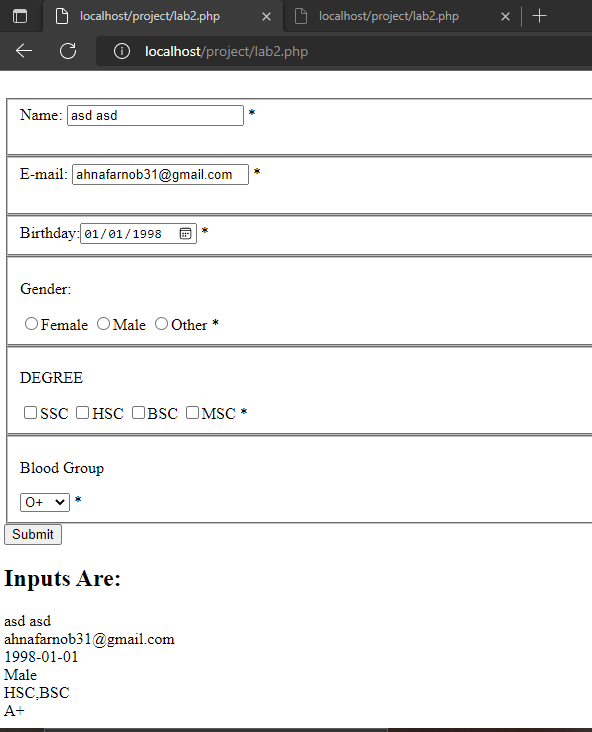 localhost/project/lab2.php
localhost/project/lab2.php
localhost/project/lab2.php
Name: asd asd *
E-mail: ahnafarnob31@gmail.com *
Birthday: 01/01/1998 *
Gender:
Female Male Other *
DEGREE
SSC HSC BSC MSC *
Blood Group
O+ *
Submit
Inputs Are:
asd asd
ahnafarnob31@gmail.com
1998-01-01
Male
HSC,BSC
A+